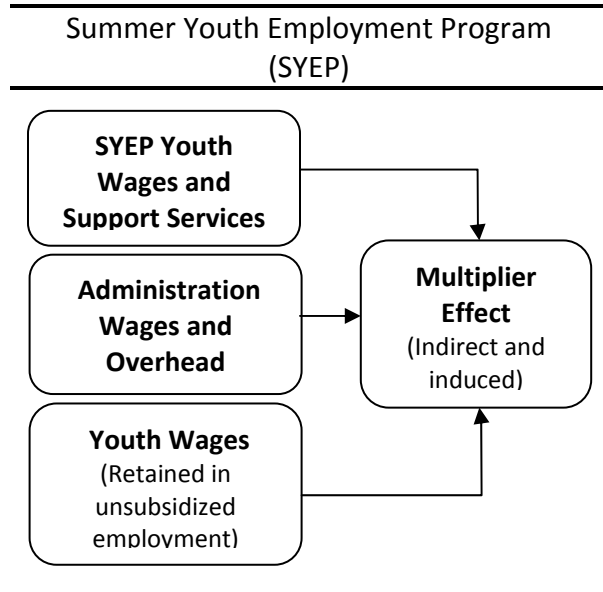 Summer Youth Employment Program
(SYEP)
SYEP Youth
Wages and
Support Services
Administration
Wages and
Overhead
Multiplier
Effect
(Indirect and
induced)
Youth Wages
(Retained in
unsubsidized
employment)